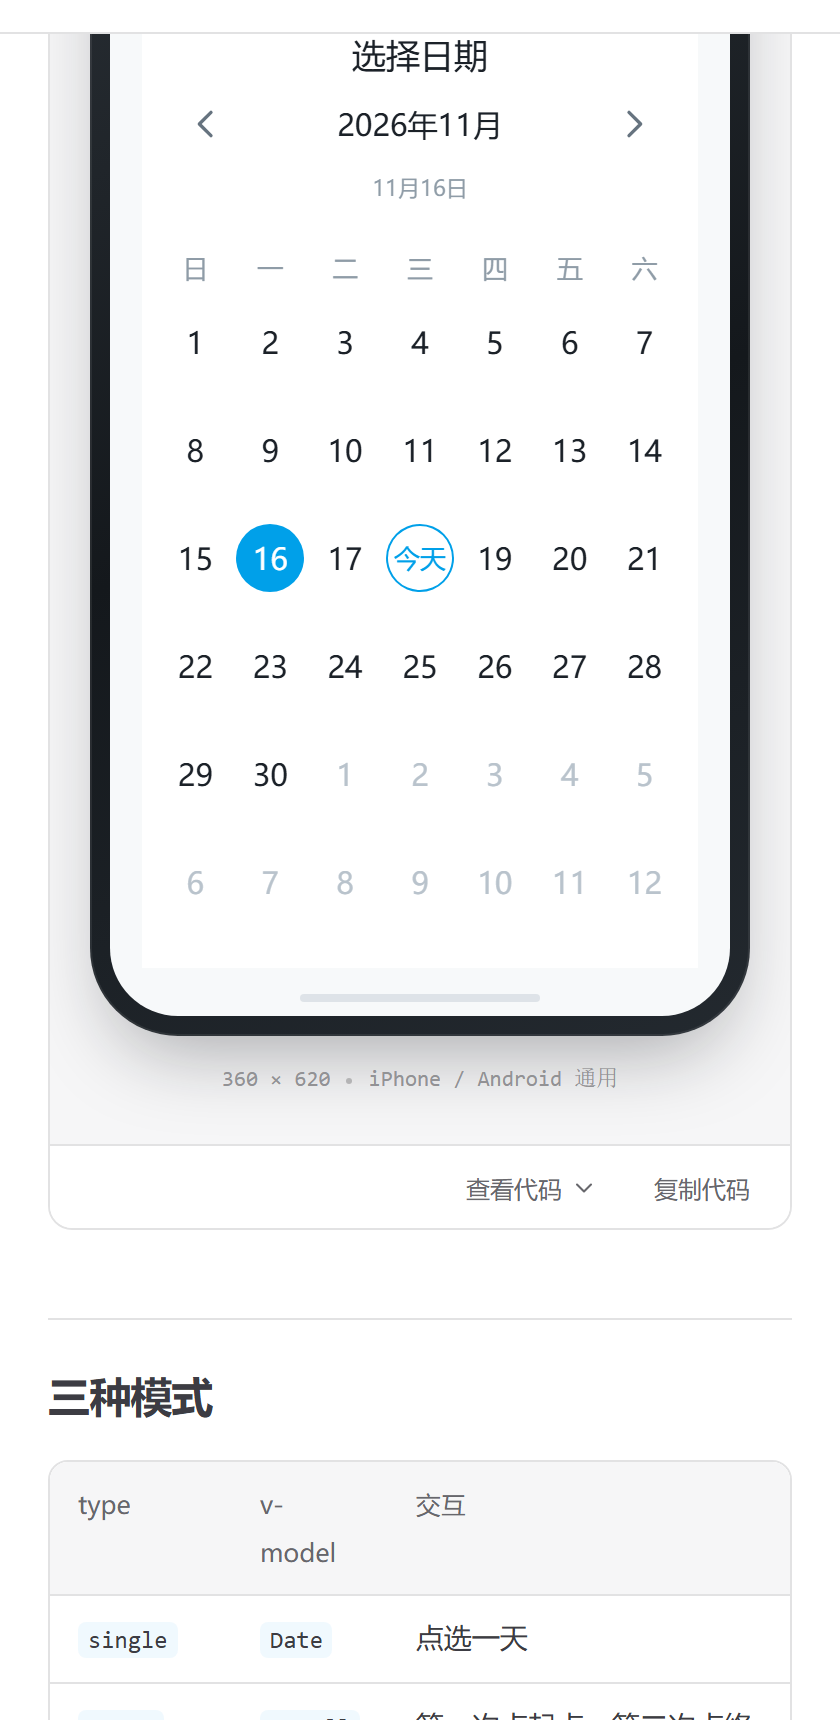 选择日期
2026年11月
11月16日
日 一 二 三 四 五 六
1 2 3 4 5 6 7
8 9 10 11 12 13 14
15 16 17 今天 19 20 21
22 23 24 25 26 27 28
29 30 1 2 3 4 5
6 7 8 9 10 11 12
360 × 620 • iPhone / Android 通用
查看代码 复制代码
三种模式
type v-model 交互
single Date 点选一天